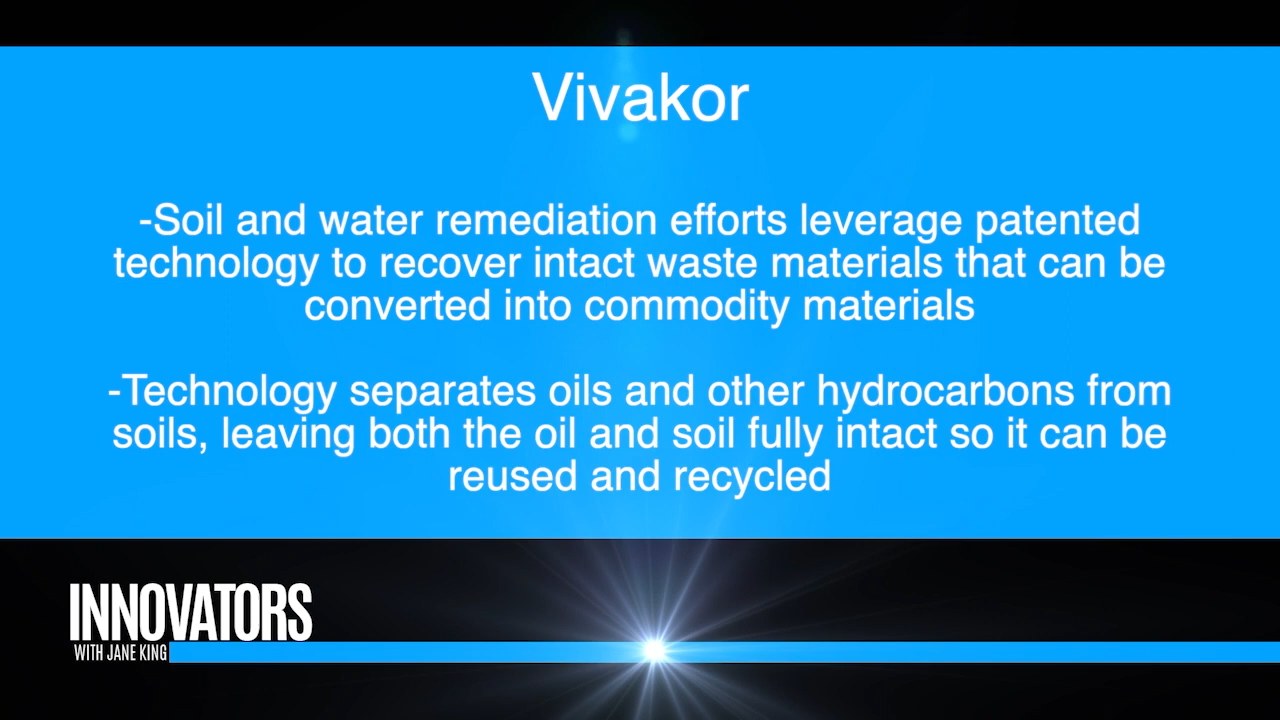 Vivakor
-Soil and water remediation efforts leverage patented
technology to recover intact waste materials that can be
converted into commodity materials
-Technology separates oils and other hydrocarbons from
soils, leaving both the oil and soil fully intact so it can be
reused and recycled
INNOVATORS
WITH JANE KING